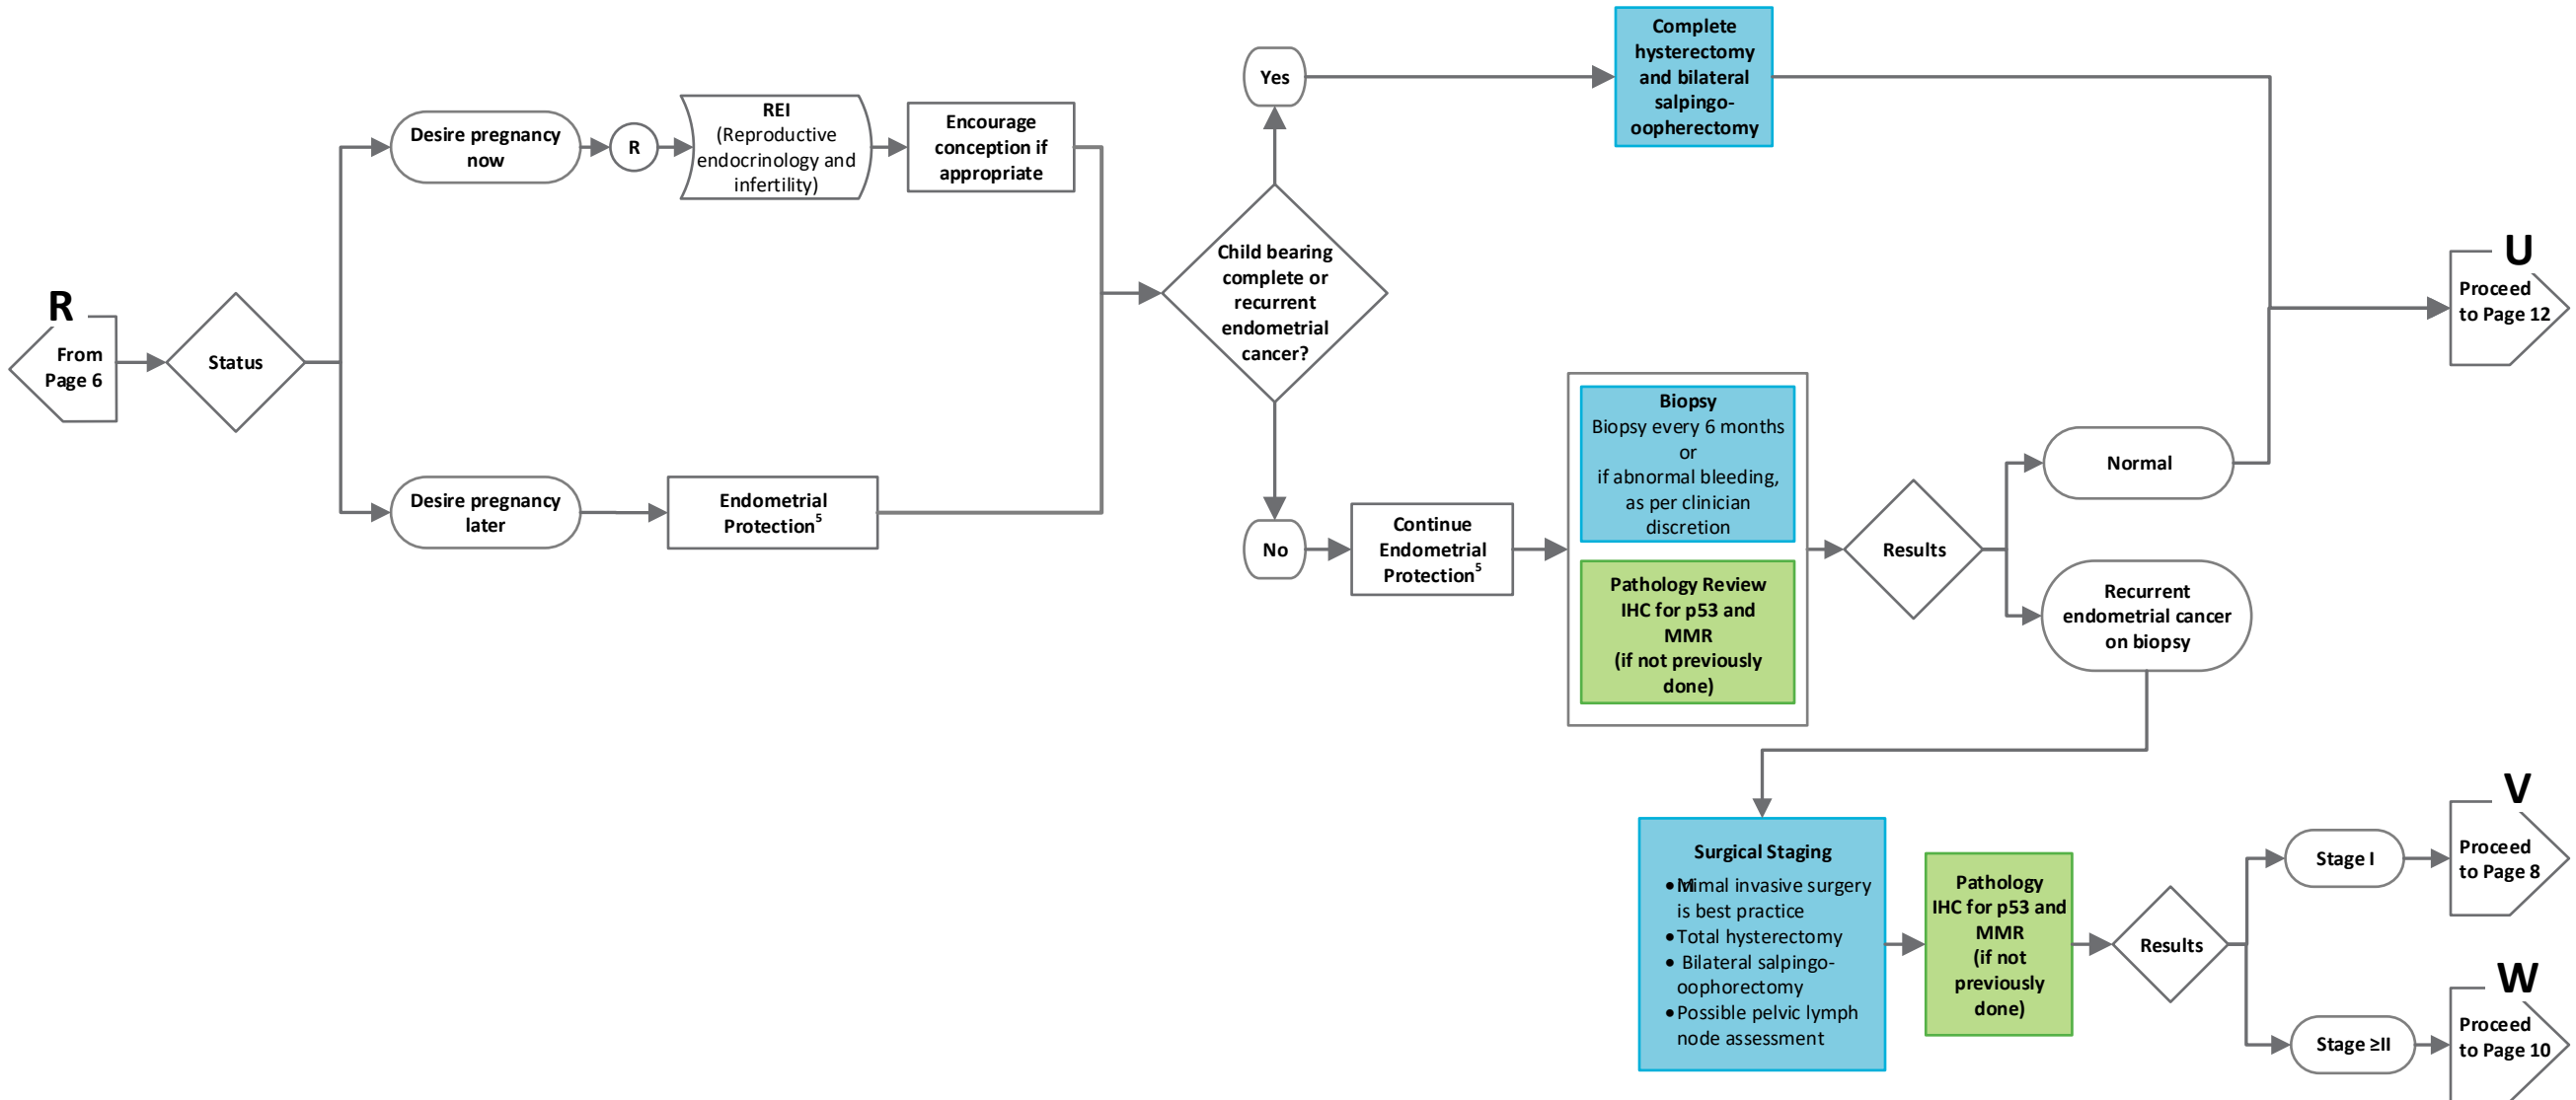 R
From
Page 6
Status
Desire pregnancy
now
R
REI
(Reproductive
endocrinology and
infertility)
Encourage
conception if
appropriate
Desire pregnancy
later
Endometrial
Protection5
Child bearing
complete or
recurrent
endometrial
cancer?
Yes
Complete
hysterectomy
and bilateral
salpingo-
oopherectomy
U
Proceed
to Page 12
No
Continue
Endometrial
Protection5
Biopsy
Biopsy every 6 months
or
if abnormal bleeding,
as per clinician
discretion
Pathology Review
IHC for p53 and
MMR
(if not previously
done)
Results
Normal
Recurrent
endometrial cancer
on biopsy
Surgical Staging
• Mimal invasive surgery
is best practice
• Total hysterectomy
• Bilateral salpingo-
oophorectomy
• Possible pelvic lymph
node assessment
Pathology
IHC for p53 and
MMR
(if not
previously
done)
Results
Stage I
V
Proceed
to Page 8
Stage ≥II
W
Proceed
to Page 10